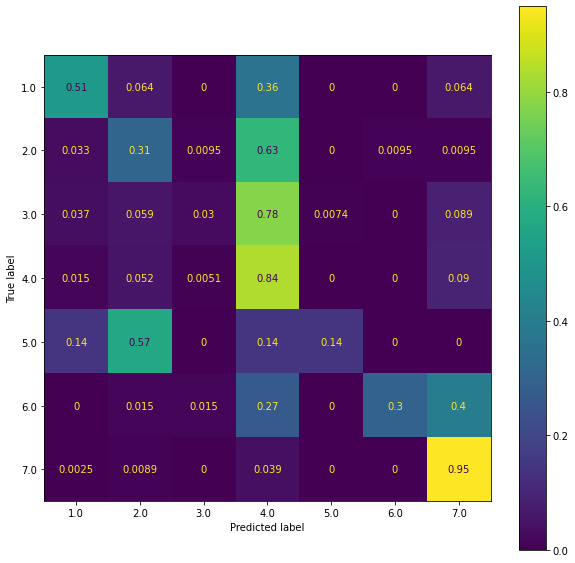 1.0 0.51 0.064 0 0.36 0 0 0.064
2.0 0.033 0.31 0.0095 0.63 0 0.0095 0.0095
3.0 0.037 0.059 0.03 0.78 0.0074 0 0.089
4.0 0.015 0.052 0.0051 0.84 0 0 0.09
5.0 0.14 0.57 0 0.14 0.14 0 0
6.0 0 0.015 0.015 0.27 0 0.3 0.4
7.0 0.0025 0.0089 0 0.039 0 0 0.95
1.0 2.0 3.0 4.0 5.0 6.0 7.0
Predicted label
True label
0.8
0.6
0.4
0.2
0.0